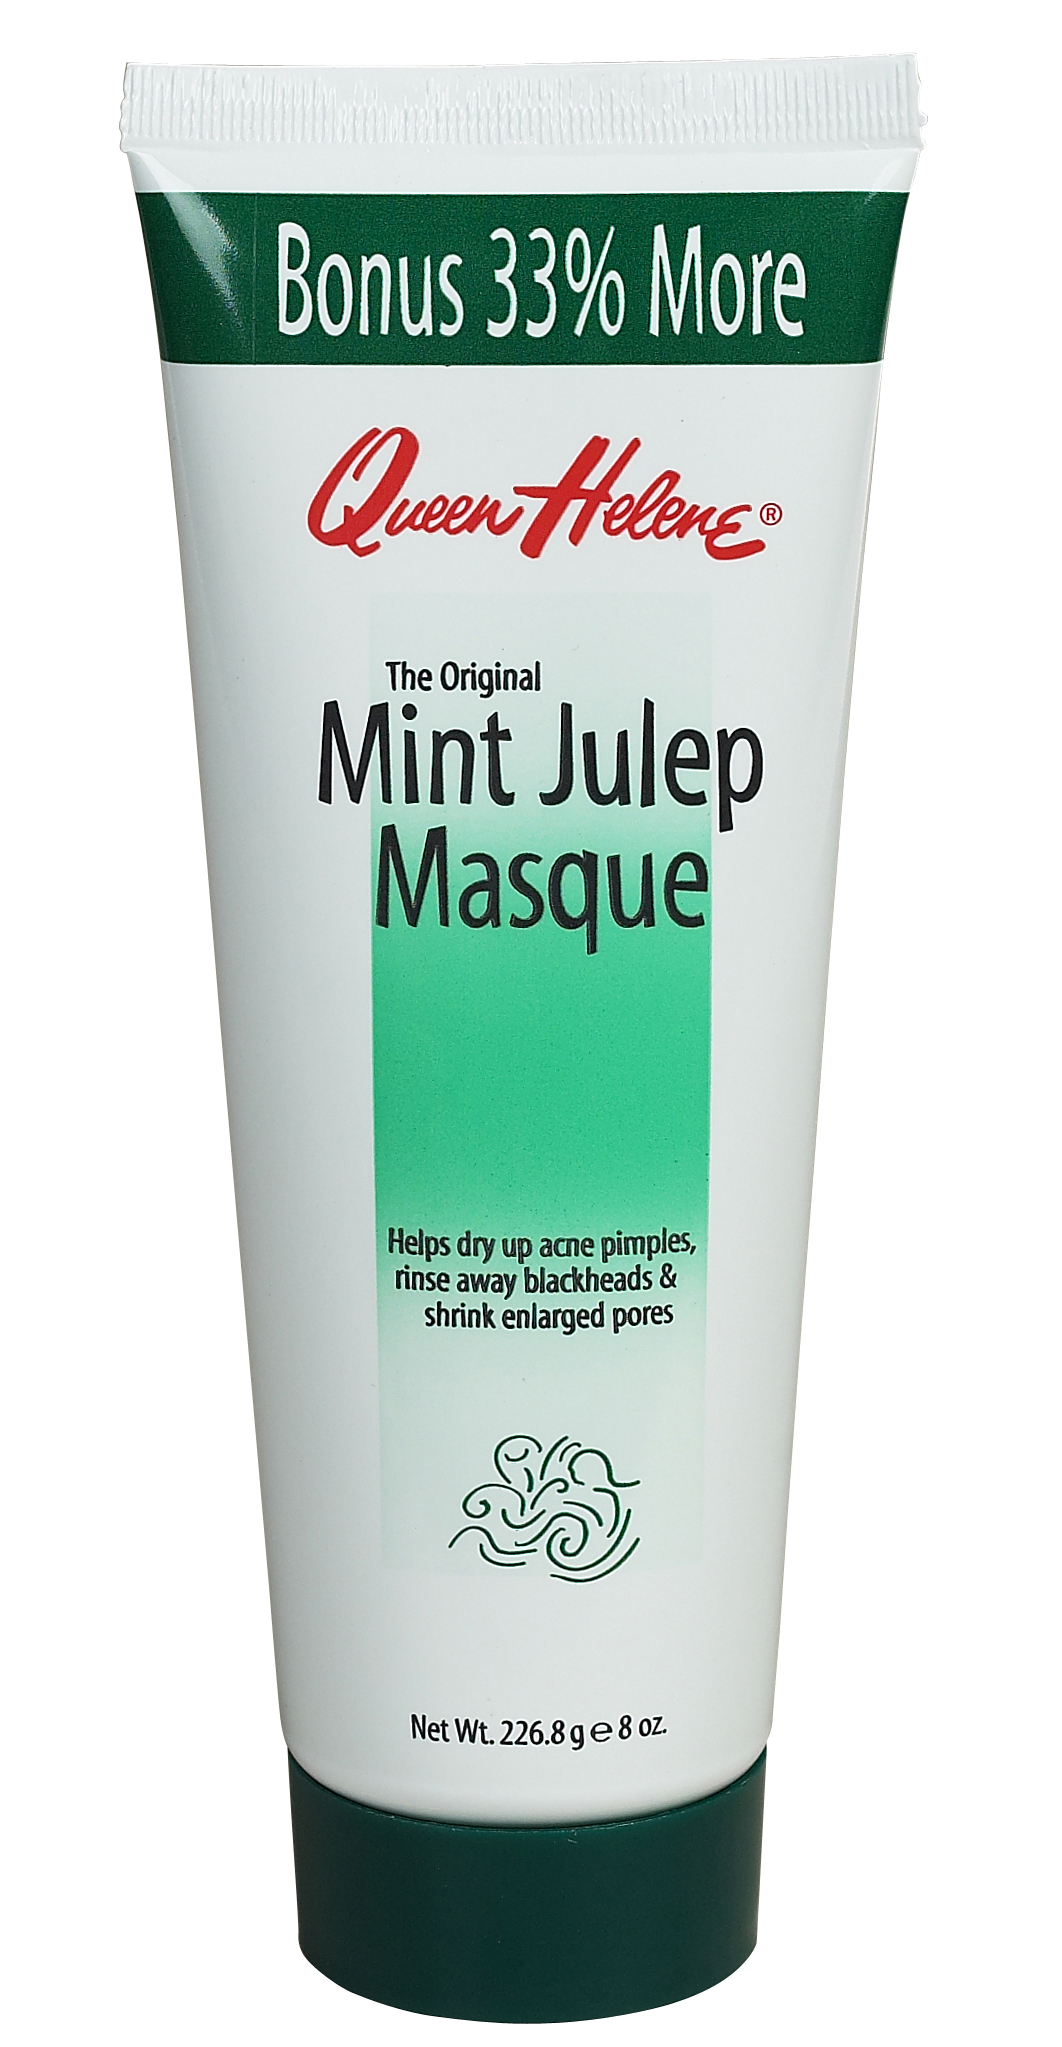 Bonus 33% More
Queen Helene®
The Original
Mint Julep
Masque
Helps dry up acne pimples,
rinse away blackheads &
shrink enlarged pores
Net Wt. 226.8 g ℮ 8 oz.